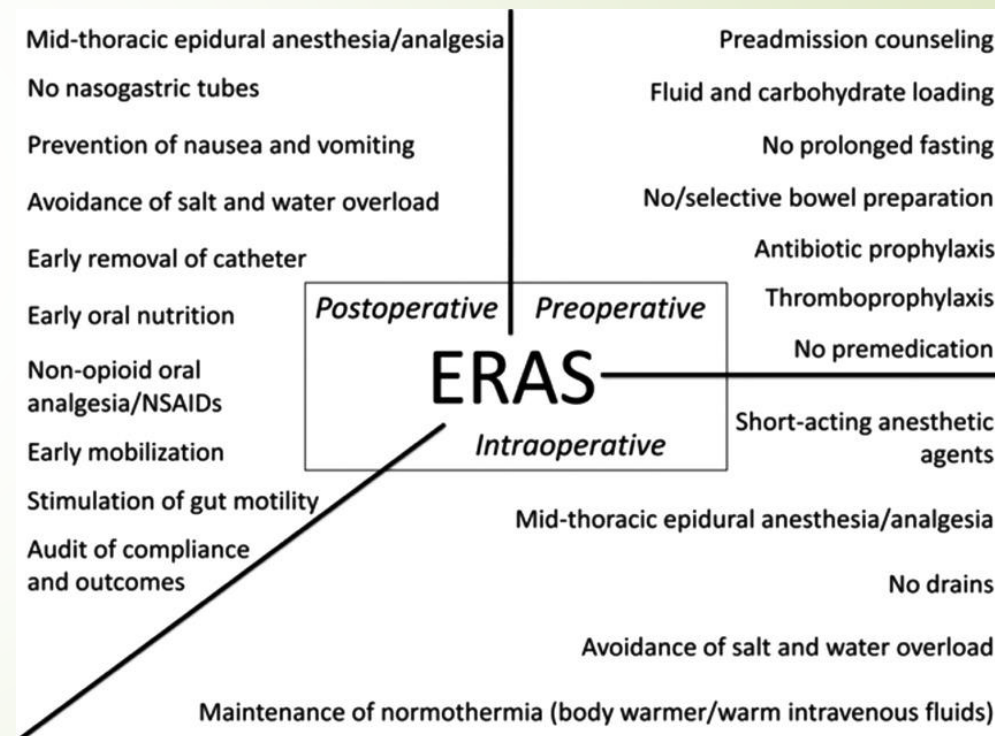 Mid-thoracic epidural anesthesia/analgesia
No nasogastric tubes
Prevention of nausea and vomiting
Avoidance of salt and water overload
Early removal of catheter
Early oral nutrition
Non-opioid oral
analgesia/NSAIDs
Early mobilization
Stimulation of gut motility
Audit of compliance
and outcomes
Postoperative
Preoperative
ERAS
Intraoperative
Preadmission counseling
Fluid and carbohydrate loading
No prolonged fasting
No/selective bowel preparation
Antibiotic prophylaxis
Thromboprophylaxis
No premedication
Short-acting anesthetic
agents
Mid-thoracic epidural anesthesia/analgesia
No drains
Avoidance of salt and water overload
Maintenance of normothermia (body warmer/warm intravenous fluids)